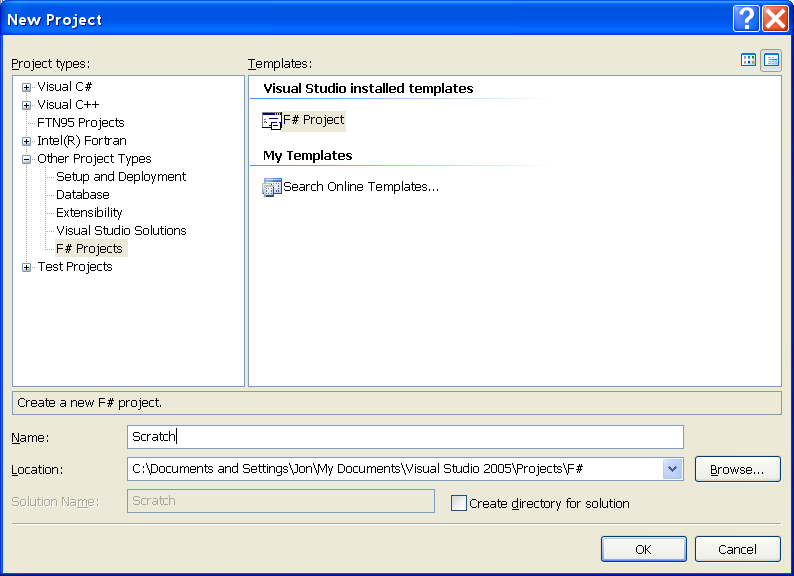 New Project
Project types:
Templates:
Visual C#
Visual C++
FTN95 Projects
Intel(R) Fortran
Other Project Types
Setup and Deployment
Database
Extensibility
Visual Studio Solutions
F# Projects
Test Projects
Visual Studio installed templates
F# Project
My Templates
Search Online Templates...
Create a new F# project.
Name:
Scratch
Location:
C:\Documents and Settings\Jon\My Documents\Visual Studio 2005\Projects\F#
Browse...
Solution Name:
Scratch
Create directory for solution
OK
Cancel